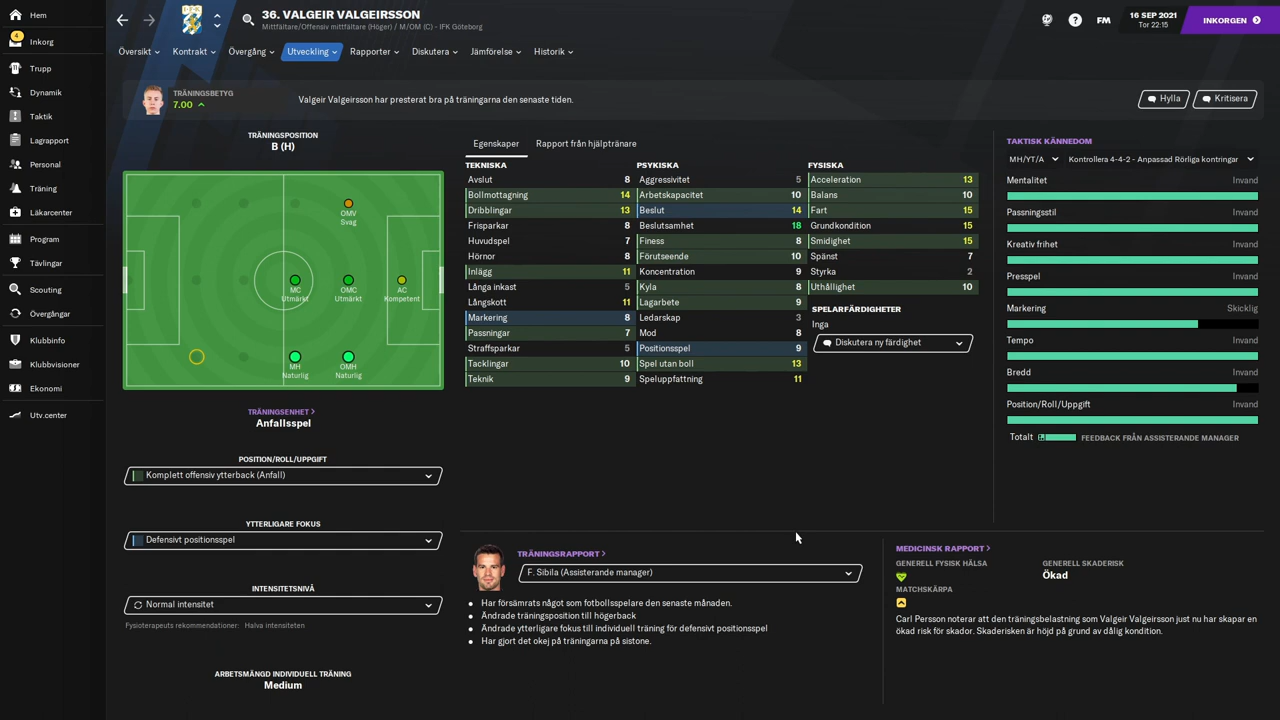 Hem
4
Inkorg
Trupp
Dynamik
Taktik
Lagrapport
Personal
Träning
Läkarcenter
Program
Tävlingar
Scouting
Övergångar
Klubbinfo
Klubbvisioner
Ekonomi
Utv.center
36. VALGEIR VALGEIRSSON
Mittfältare/Offensiv mittfältare (Höger) / M/OM (C) - IFK Göteborg
FM
16 SEP 2021
Tor 22:15
INKORGEN
Översikt
Kontrakt
Övergång
Utveckling
Rapporter
Diskutera
Jämförelse
Historik
TRÄNINGSBETYG
7.00
Valgeir Valgeirsson har presterat bra på träningarna den senaste tiden.
Hylla
Kritisera
TRÄNINGSPOSITION
B (H)
OMV
Svag
MC
Utmärkt
OMC
Utmärkt
AC
Kompetent
MH
Naturlig
OMH
Naturlig
TRÄNINGSENHET
Anfallsspel
POSITION/ROLL/UPPGIFT
Komplett offensiv ytterback (Anfall)
YTTERLIGARE FOKUS
Defensivt positionsspel
INTENSITETSNIVÅ
Normal intensitet
Fysioterapeuts rekommendationer: Halva intensiteten
ARBETSMÄNGD INDIVIDUELL TRÄNING
Medium
Egenskaper
Rapport från hjälptränare
TEKNISKA
Avslut 8
Bollmottagning 14
Dribblingar 13
Frisparkar 8
Huvudspel 7
Hörnor 8
Inlägg 11
Långa inkast 5
Långskott 11
Markering 8
Passningar 7
Straffsparkar 5
Tacklingar 10
Teknik 9
PSYKISKA
Aggressivitet 5
Arbetskapacitet 10
Beslut 14
Beslutsamhet 18
Finess 8
Förutseende 10
Koncentration 9
Kyla 8
Lagarbete 9
Ledarskap 3
Mod 8
Positionsspel 9
Spel utan boll 13
Speluppfattning 11
FYSISKA
Acceleration 13
Balans 10
Fart 15
Grundkondition 15
Smidighet 15
Spänst 7
Styrka 2
Uthållighet 10
SPELARFÄRDIGHETER
Inga
Diskutera ny färdighet
TAKTISK KÄNNEDOM
MH/YT/A
Kontrollera 4-4-2 - Anpassad Rörliga kontringar
Mentalitet Invand
Passningsstil Invand
Kreativ frihet Invand
Presspel Invand
Markering Skicklig
Tempo Invand
Bredd Invand
Position/Roll/Uppgift Invand
Totalt
FEEDBACK FRÅN ASSISTERANDE MANAGER
TRÄNINGSRAPPORT
F. Sibila (Assisterande manager)
Har försämrats något som fotbollsspelare den senaste månaden.
Ändrade träningsposition till högerback
Ändrade ytterligare fokus till individuell träning för defensivt positionsspel
Har gjort det okej på träningarna på sistone.
MEDICINSK RAPPORT
GENERELL FYSISK HÄLSA
GENERELL SKADERISK
Ökad
MATCHSKÄRPA
Carl Persson noterar att den träningsbelastning som Valgeir Valgeirsson just nu har skapar en
ökad risk för skador. Skaderisken är höjd på grund av dålig kondition.